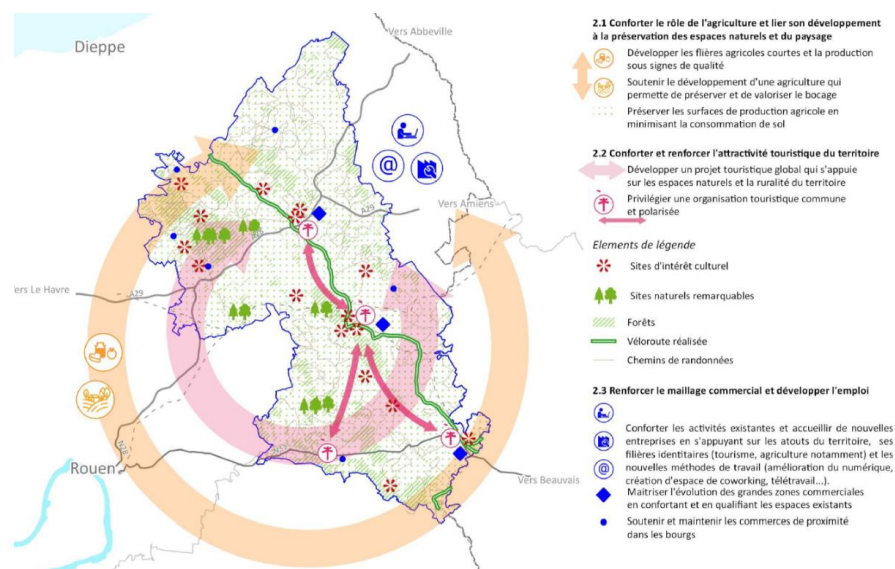 Dieppe
Vers Abbeville
A29
Vers Amiens
Vers Le Havre
A29
Rouen
N28
Vers Beauvais
2.1 Conforter le rôle de l'agriculture et lier son développement
à la préservation des espaces naturels et du paysage
Développer les flières agricoles courtes et la production
sous signes de qualité
Soutenir le développement d'une agriculture qui
permette de préserver et de valoriser le bocage
Préserver les surfaces de production agricole en
minimisant la consommation de sol
2.2 Conforter et renforcer l'attractivité touristique du territoire
Développer un projet touristique global qui s'appuie
sur les espaces naturels et la ruralité du territoire
Privilégier une organisation touristique commune
et polarisée
Elements de légende
Sites d'intérêt culturel
Sites naturels remarquables
Forêts
Véloroute réalisée
Chemins de randonnées
2.3 Renforcer le maillage commercial et développer l'emploi
Conforter les activités existantes et accueillir de nouvelles
entreprises en s'appuyant sur les atouts du territoire, ses
filières identitaires (tourisme, agriculture notamment) et les
nouvelles méthodes de travail (amélioration du numérique,
création d'espace de coworking, télétravail...).
Maitriser l'évolution des grandes zones commerciales
en confortant et en qualifiant les espaces existants
Soutenir et maintenir les commerces de proximité
dans les bourgs